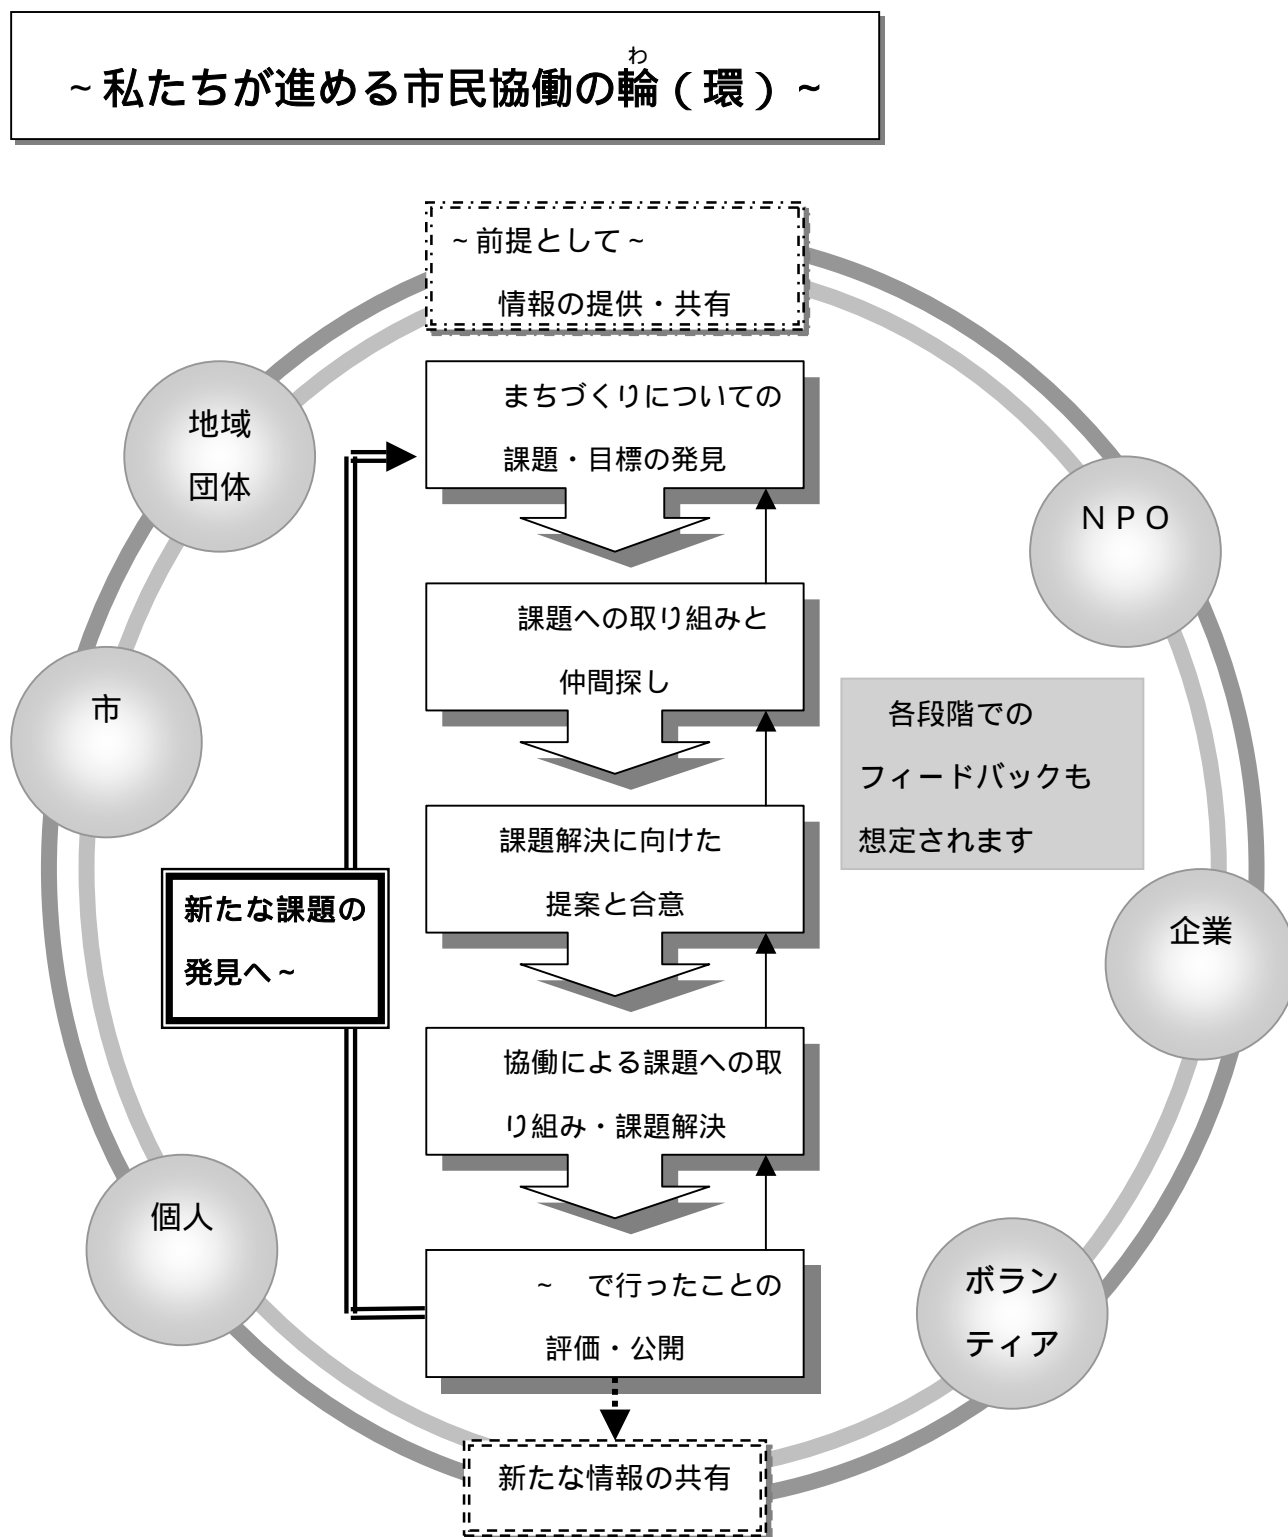 わ
~私たちが進める市民協働の輪(環)~
~前提として~
情報の提供・共有
まちづくりについての
課題・目標の発見
地域
団体
NPO
課題への取り組みと
仲間探し
市
各段階での
フィードバックも
想定されます
課題解決に向けた
提案と合意
新たな課題の
発見へ~
企業
協働による課題への取
り組み・課題解決
個人
ボラン
ティア
~ で行ったことの
評価・公開
新たな情報の共有